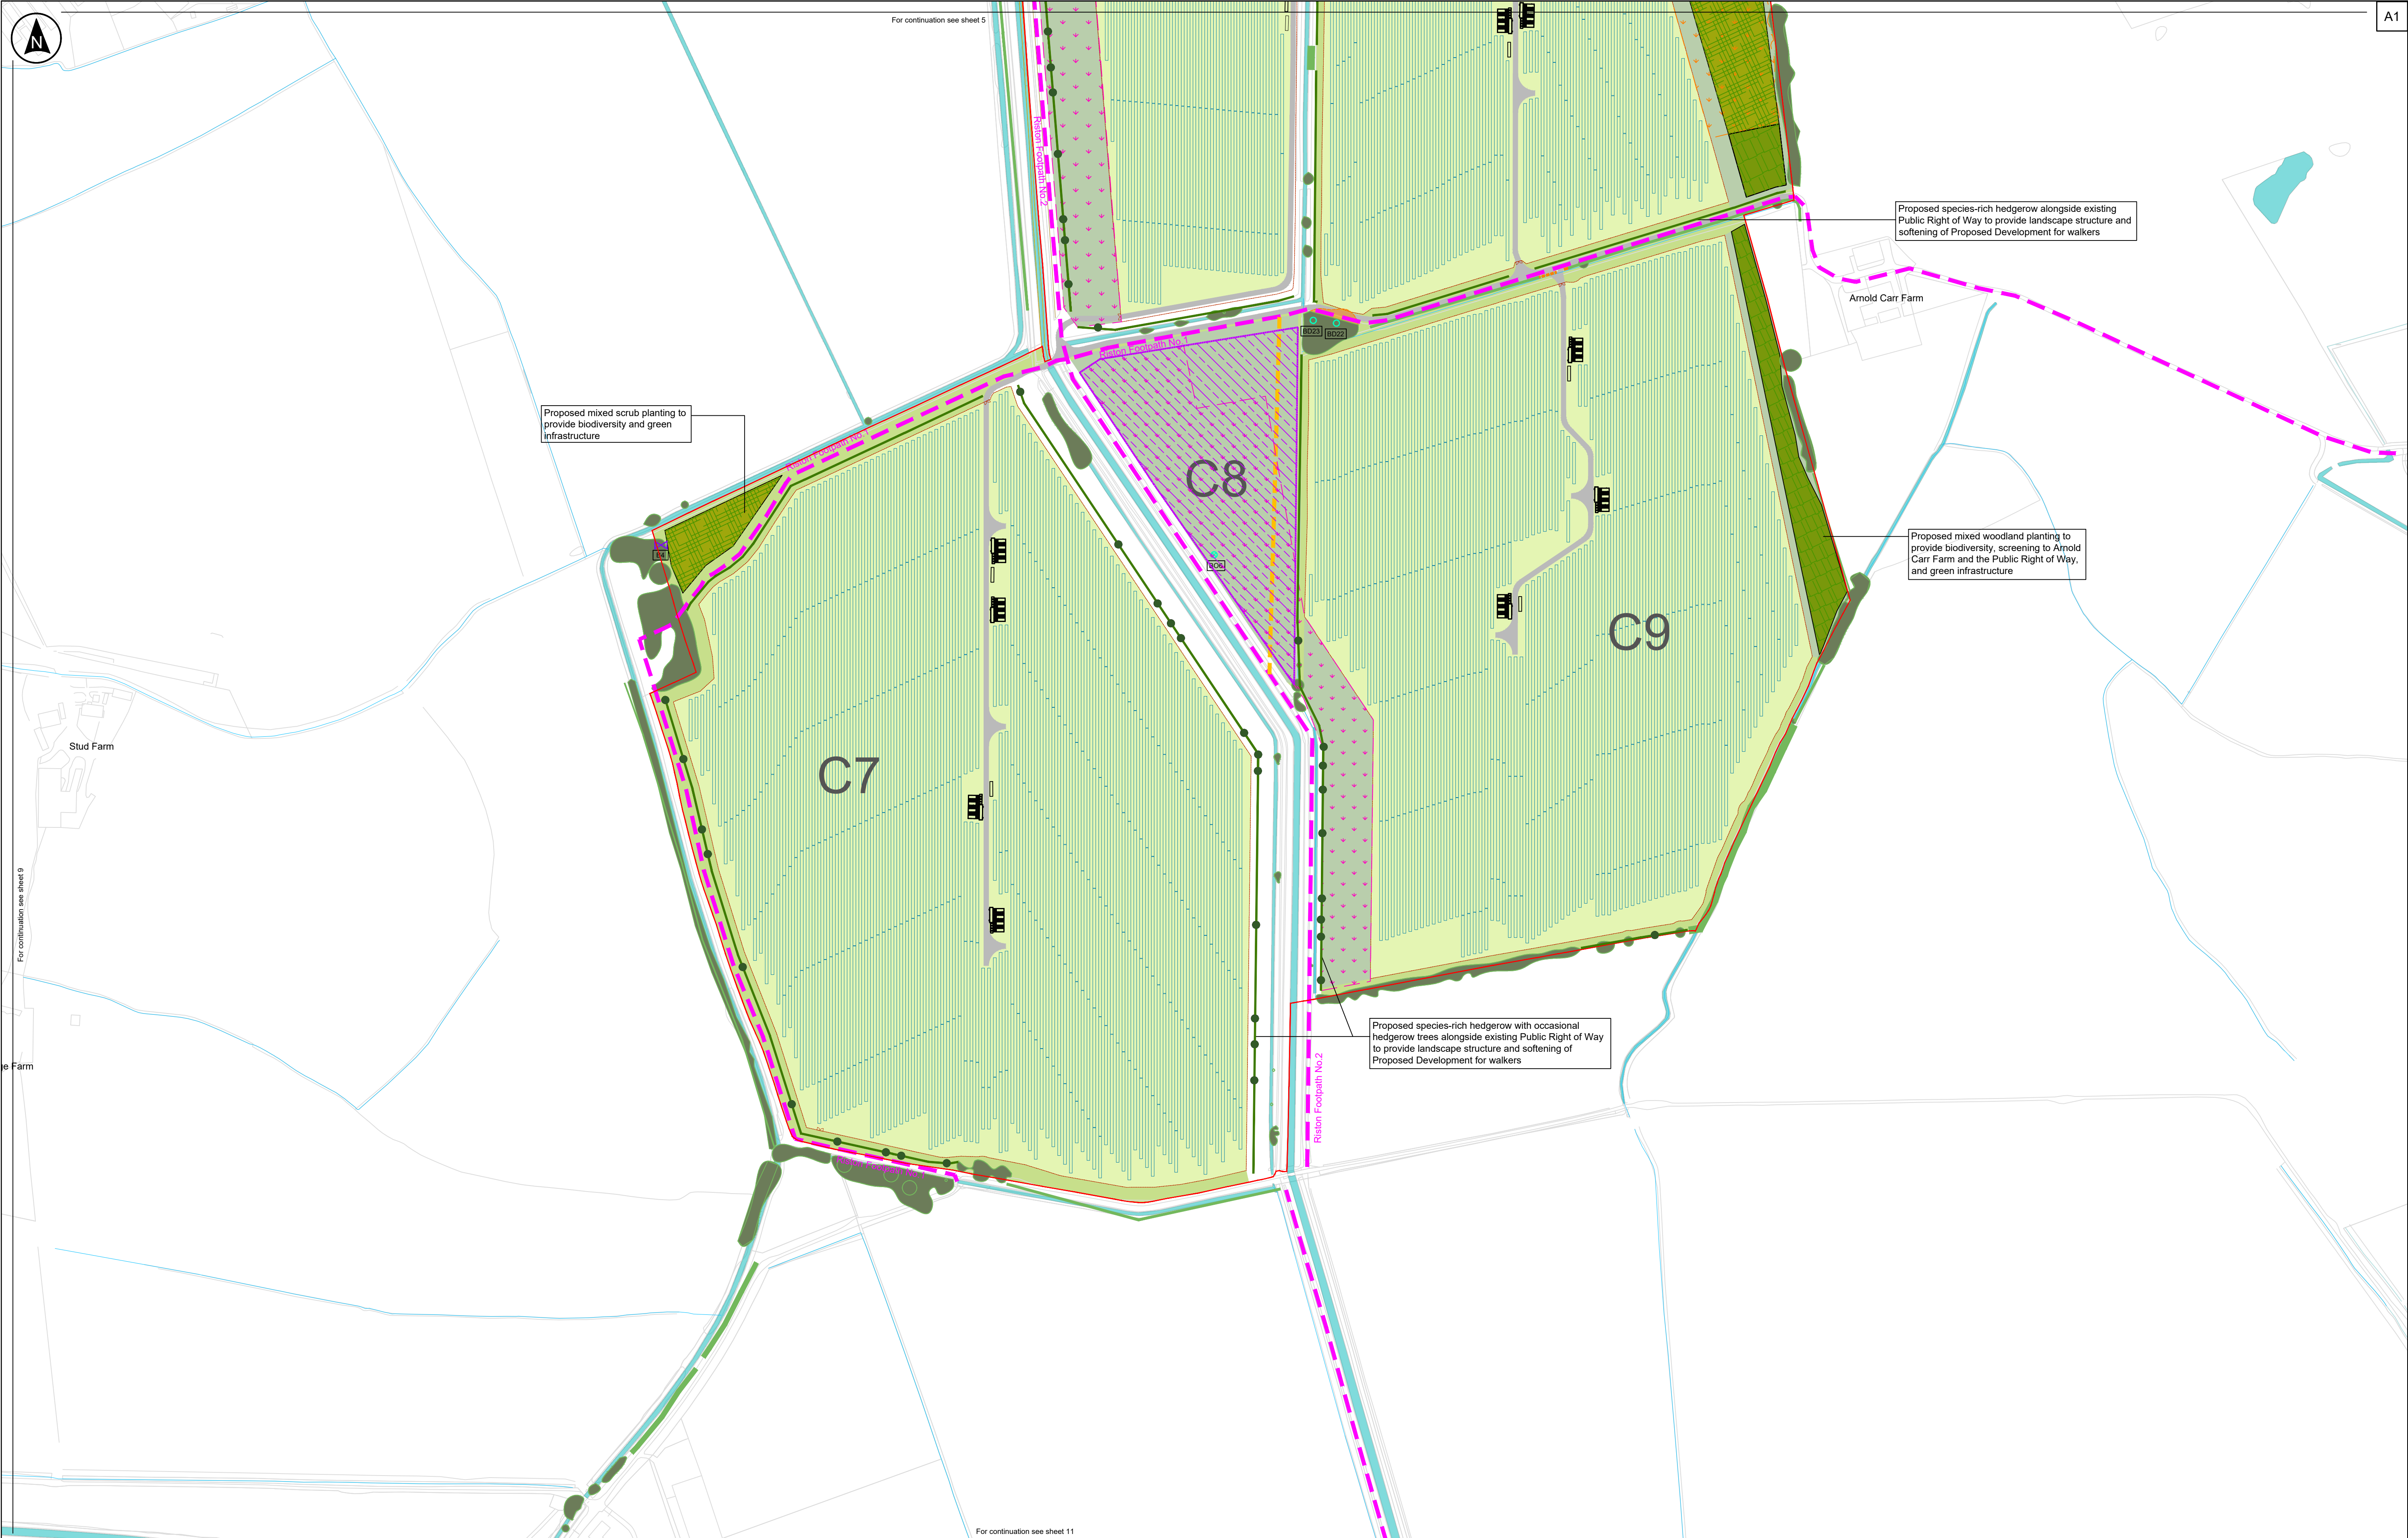 For continuation see sheet 5
A1
N
Riston Footpath No.2
Proposed species-rich hedgerow alongside existing
Public Right of Way to provide landscape structure and
softening of Proposed Development for walkers
Arnold Carr Farm
BD23
BD22
Riston Footpath No.1
Proposed mixed scrub planting to
provide biodiversity and green
infrastructure
Riston Footpath No.1
C8
B4
Proposed mixed woodland planting to
provide biodiversity, screening to Arnold
Carr Farm and the Public Right of Way,
and green infrastructure
C9
Stud Farm
C7
For continuation see sheet 9
Proposed species-rich hedgerow with occasional
hedgerow trees alongside existing Public Right of Way
to provide landscape structure and softening of
Proposed Development for walkers
ge Farm
Riston Footpath No.2
Riston Footpath No.1
For continuation see sheet 11